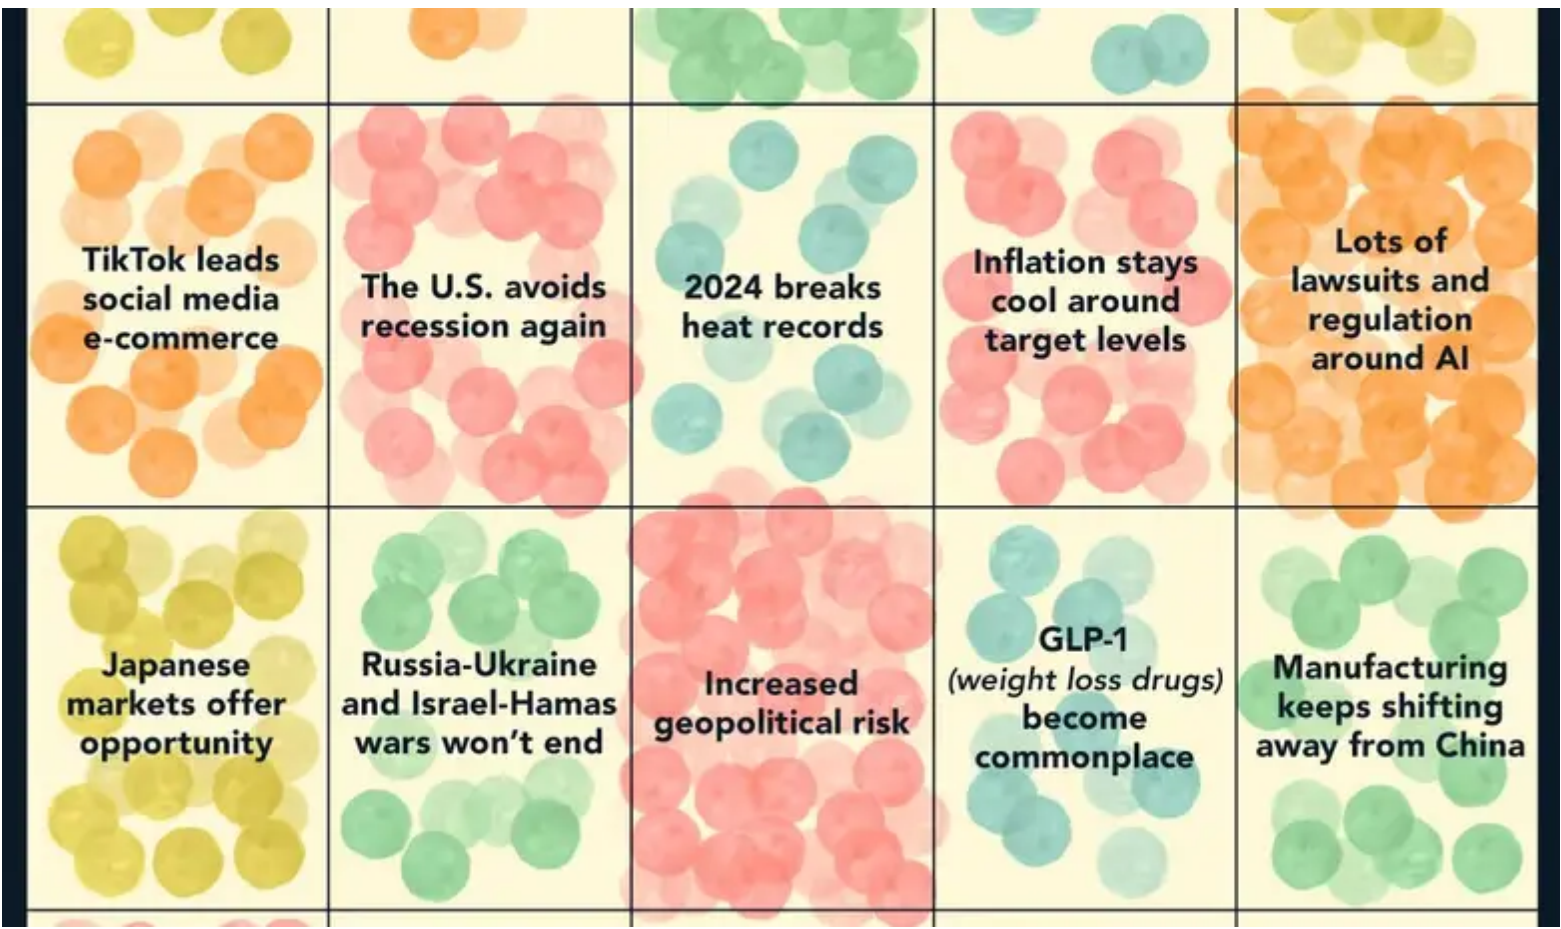 TikTok leads
social media
e-commerce
The U.S. avoids
recession again
2024 breaks
heat records
Inflation stays
cool around
target levels
Lots of
lawsuits and
regulation
around AI
Japanese
markets offer
opportunity
Russia-Ukraine
and Israel-Hamas
wars won't end
Increased
geopolitical risk
GLP-1
(weight loss drugs)
become
commonplace
Manufacturing
keeps shifting
away from China